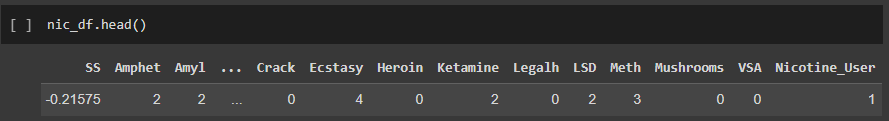 [ ] nic_df.head()
SS Amphet Amyl ... Crack Ecstasy Heroin Ketamine Legalh LSD Meth Mushrooms VSA Nicotine_User
-0.21575 2 2 ... 0 4 0 2 0 2 3 0 0 1